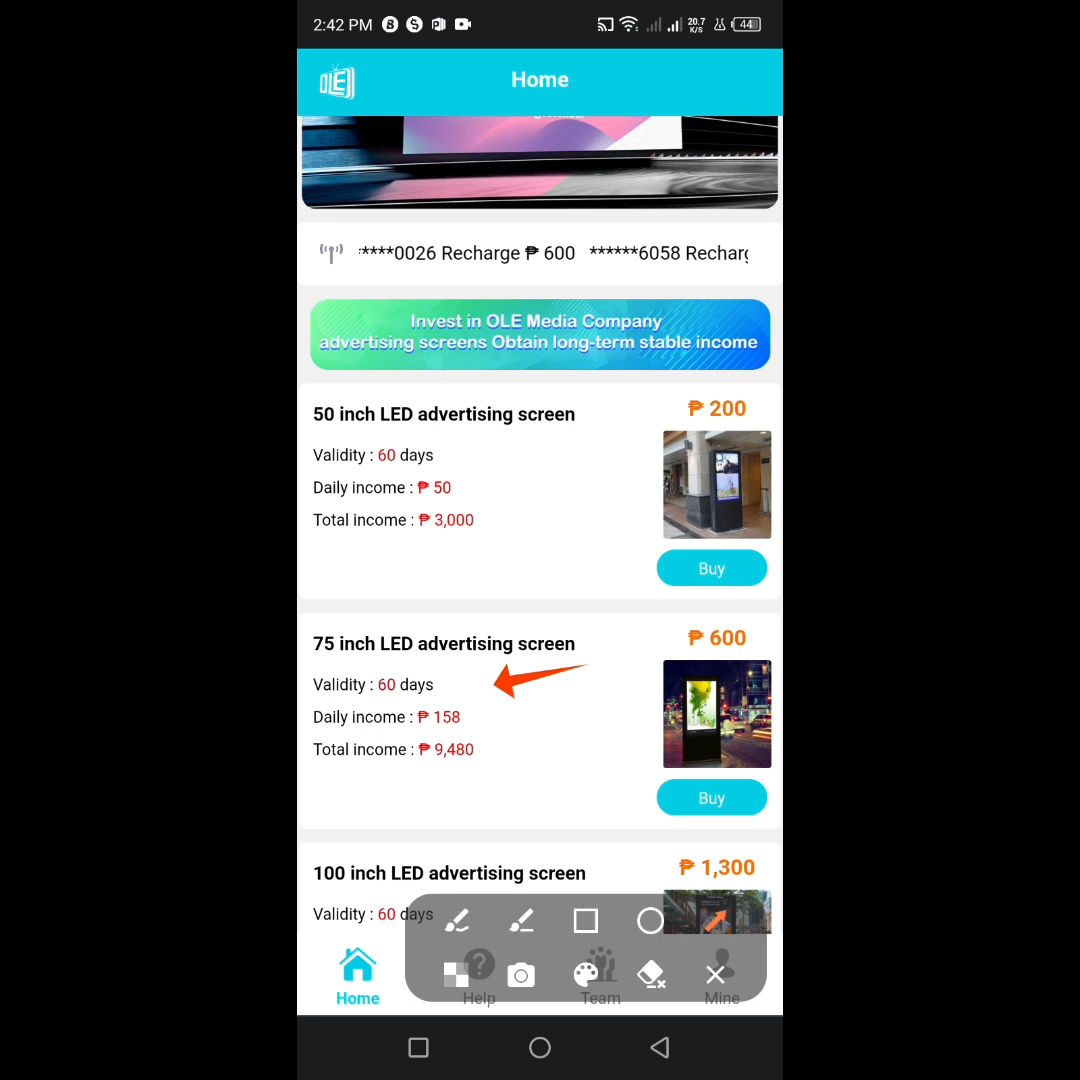 2:42 PM
20.7
K/S
44
OLE
Home
*****0026 Recharge ₱ 600 ******6058 Recharg
Invest in OLE Media Company
advertising screens Obtain long-term stable income
50 inch LED advertising screen
₱ 200
Validity : 60 days
Daily income : ₱ 50
Total income : ₱ 3,000
Buy
75 inch LED advertising screen
₱ 600
Validity : 60 days
Daily income : ₱ 158
Total income : ₱ 9,480
Buy
100 inch LED advertising screen
₱ 1,300
Validity : 60 days
Home
Help
Team
Mine